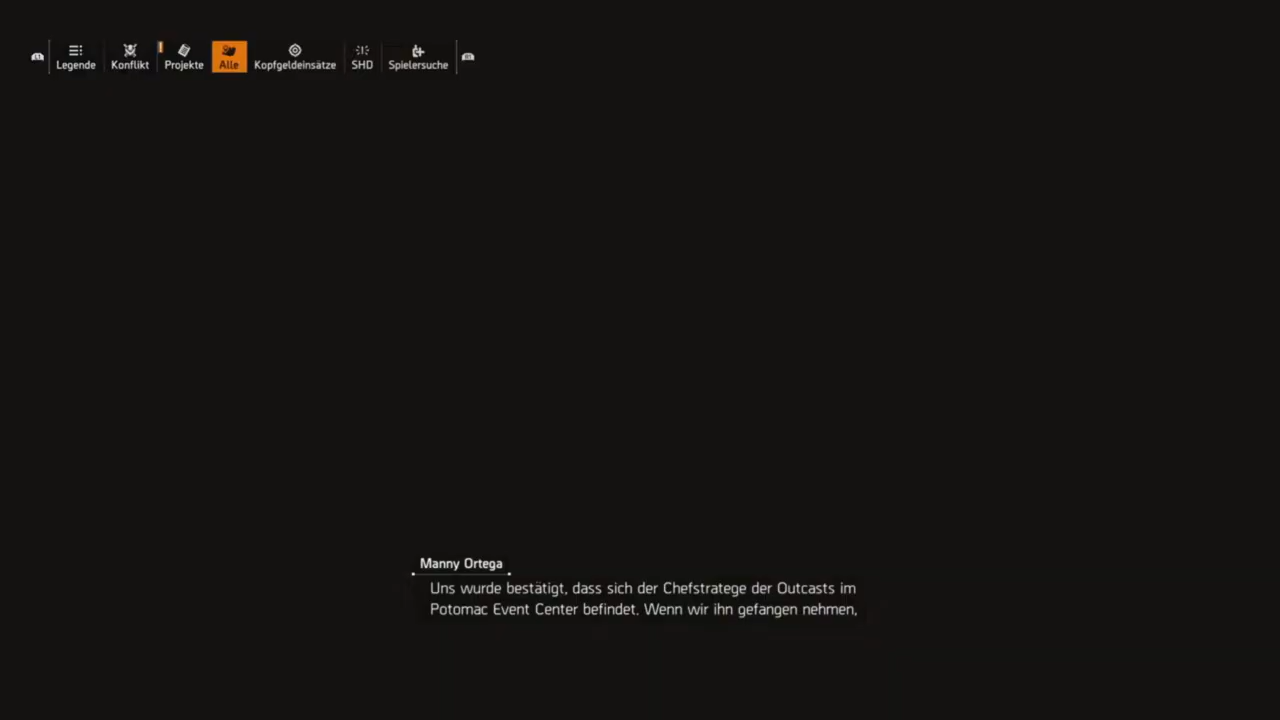 Legende
Konflikt
Projekte
Alle
Kopfgeldeinsätze
SHD
Spielersuche
Manny Ortega
Uns wurde bestätigt, dass sich der Chefstratege der Outcasts im
Potomac Event Center befindet. Wenn wir ihn gefangen nehmen,